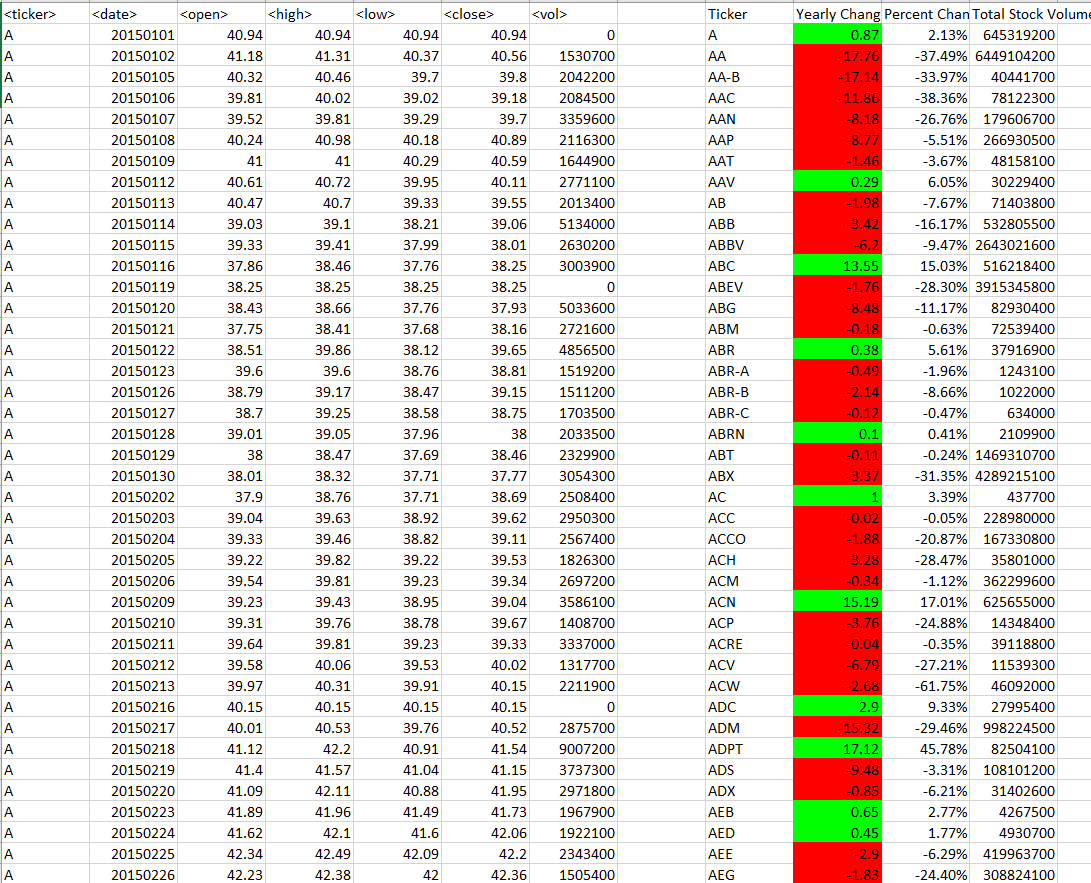 <ticker> <date> <open> <high> <low> <close> <vol> Ticker Yearly Chang Percent Chan Total Stock Volume
A 20150101 40.94 40.94 40.94 40.94 0 A 0.87 2.13% 645319200
A 20150102 41.18 41.31 40.37 40.56 1530700 AA -17.76 -37.49% 6449104200
A 20150105 40.32 40.46 39.7 39.8 2042200 AA-B -17.14 -33.97% 40441700
A 20150106 39.81 40.02 39.02 39.18 2084500 AAC -11.86 -38.36% 78122300
A 20150107 39.52 39.81 39.29 39.7 3359600 AAN -8.18 -26.76% 179606700
A 20150108 40.24 40.98 40.18 40.89 2116300 AAP -8.77 -5.51% 266930500
A 20150109 41 41 40.29 40.59 1644900 AAT -1.46 -3.67% 48158100
A 20150112 40.61 40.72 39.95 40.11 2771100 AAV 0.29 6.05% 30229400
A 20150113 40.47 40.7 39.33 39.55 2013400 AB -1.98 -7.67% 71403800
A 20150114 39.03 39.1 38.21 39.06 5134000 ABB -3.42 -16.17% 532805500
A 20150115 39.33 39.41 37.99 38.01 2630200 ABBV -6.2 -9.47% 2643021600
A 20150116 37.86 38.46 37.76 38.25 3003900 ABC 13.55 15.03% 516218400
A 20150119 38.25 38.25 38.25 38.25 0 ABEV -1.76 -28.30% 3915345800
A 20150120 38.43 38.66 37.76 37.93 5033600 ABG -8.48 -11.17% 82930400
A 20150121 37.75 38.41 37.68 38.16 2721600 ABM -0.18 -0.63% 72539400
A 20150122 38.51 39.86 38.12 39.65 4856500 ABR 0.38 5.61% 37916900
A 20150123 39.6 39.6 38.76 38.81 1519200 ABR-A -0.49 -1.96% 1243100
A 20150126 38.79 39.17 38.47 39.15 1511200 ABR-B -2.14 -8.66% 1022000
A 20150127 38.7 39.25 38.58 38.75 1703500 ABR-C -0.12 -0.47% 634000
A 20150128 39.01 39.05 37.96 38 2033500 ABRN 0.1 0.41% 2109900
A 20150129 38 38.47 37.69 38.46 2329900 ABT -0.11 -0.24% 1469310700
A 20150130 38.01 38.32 37.71 37.77 3054300 ABX -3.37 -31.35% 4289215100
A 20150202 37.9 38.76 37.71 38.69 2508400 AC 1 3.39% 437700
A 20150203 39.04 39.63 38.92 39.62 2950300 ACC -0.02 -0.05% 228980000
A 20150204 39.33 39.46 38.82 39.11 2567400 ACCO -1.88 -20.87% 167330800
A 20150205 39.22 39.82 39.22 39.53 1826300 ACH -3.28 -28.47% 35801000
A 20150206 39.54 39.81 39.23 39.34 2697200 ACM -0.34 -1.12% 362299600
A 20150209 39.23 39.43 38.95 39.04 3586100 ACN 15.19 17.01% 625655000
A 20150210 39.31 39.76 38.78 39.67 1408700 ACP -3.76 -24.88% 14348400
A 20150211 39.64 39.81 39.23 39.33 3337000 ACRE -0.04 -0.35% 39118800
A 20150212 39.58 40.06 39.53 40.02 1317700 ACV -6.79 -27.21% 11539300
A 20150213 39.97 40.31 39.91 40.15 2211900 ACW -2.68 -61.75% 46092000
A 20150216 40.15 40.15 40.15 40.15 0 ADC 2.9 9.33% 27995400
A 20150217 40.01 40.53 39.76 40.52 2875700 ADM -15.32 -29.46% 998224500
A 20150218 41.12 42.2 40.91 41.54 9007200 ADPT 17.12 45.78% 82504100
A 20150219 41.4 41.57 41.04 41.15 3737300 ADS -9.48 -3.31% 108101200
A 20150220 41.09 42.11 40.88 41.95 2971800 ADX -0.85 -6.21% 31402600
A 20150223 41.89 41.96 41.49 41.73 1967900 AEB 0.65 2.77% 4267500
A 20150224 41.62 42.1 41.6 42.06 1922100 AED 0.45 1.77% 4930700
A 20150225 42.34 42.49 42.09 42.2 2343400 AEE -2.9 -6.29% 419963700
A 20150226 42.23 42.38 42 42.36 1505400 AEG -1.83 -24.40% 308824100